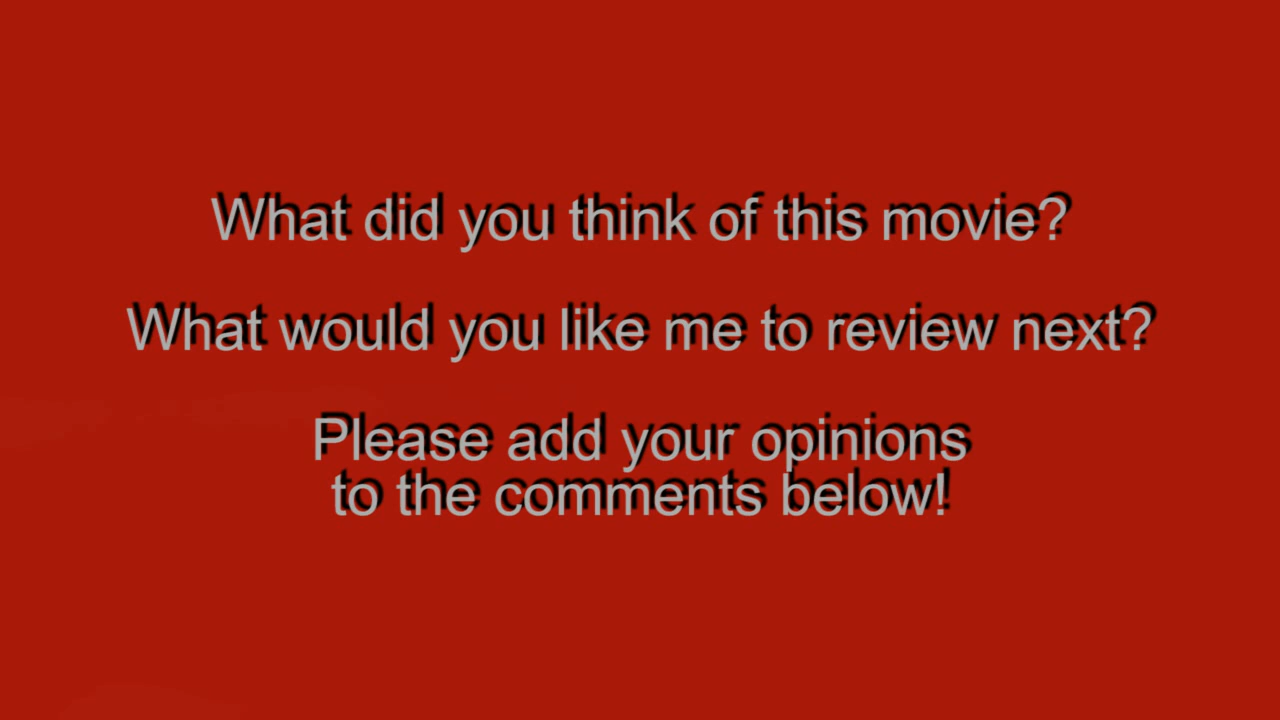 What did you think of this movie?
What would you like me to review next?
Please add your opinions
to the comments below!